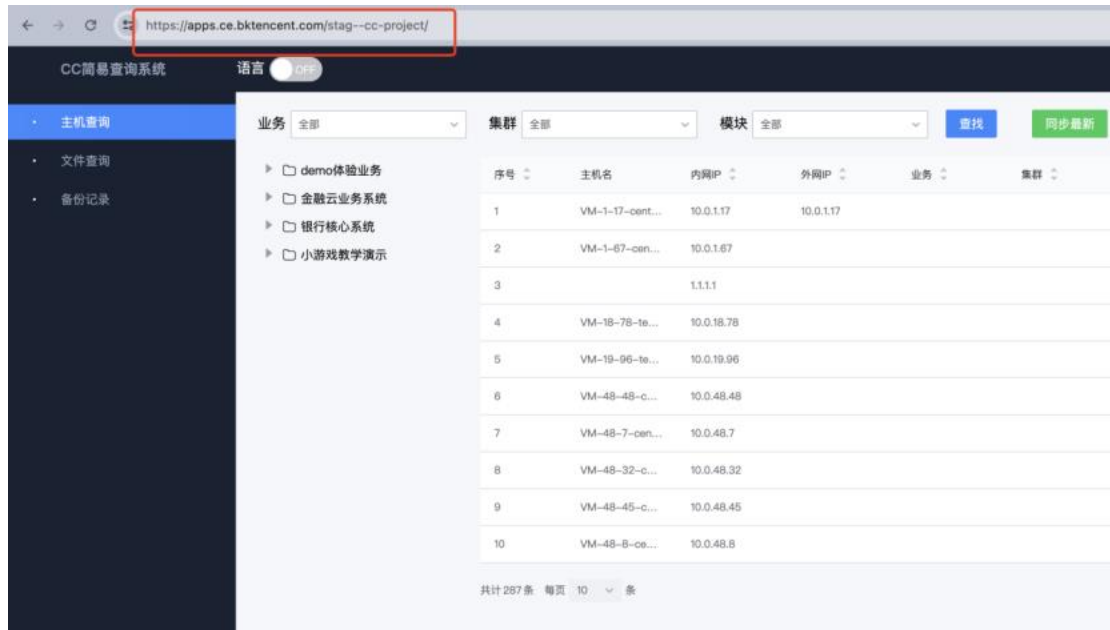 https://apps.ce.bktencent.com/stag--cc-project/
CC简易查询系统
语言 OFF
主机查询
文件查询
备份记录
业务 全部 集群 全部 模块 全部 查找 同步最新
demo体验业务
金融云业务系统
银行核心系统
小游戏教学演示
序号 主机名 内网IP 外网IP 业务 集群
1 VM-1-17-cent... 10.0.1.17 10.0.1.17
2 VM-1-67-cen... 10.0.1.67
3 1.1.1.1
4 VM-18-78-te... 10.0.18.78
5 VM-19-96-te... 10.0.19.96
6 VM-48-48-c... 10.0.48.48
7 VM-48-7-cen... 10.0.48.7
8 VM-48-32-c... 10.0.48.32
9 VM-48-45-c... 10.0.48.45
10 VM-48-8-ce... 10.0.48.8
共计 287 条 每页 10 条